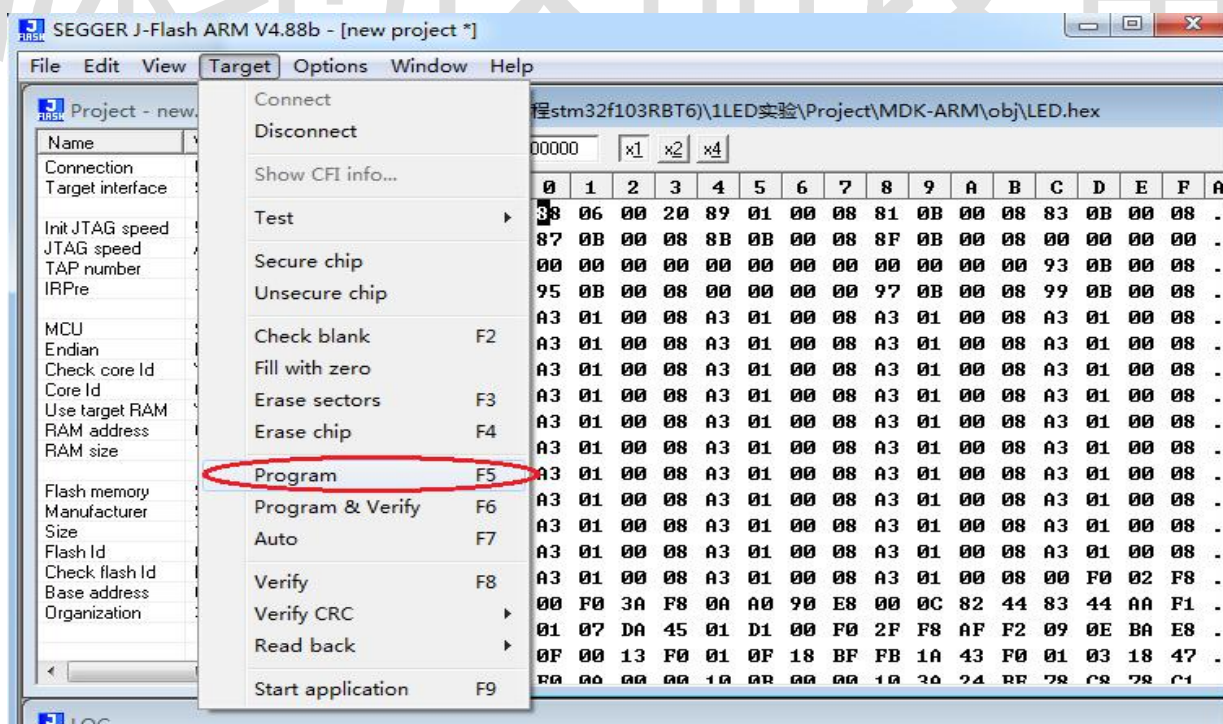 SEGGER J-Flash ARM V4.88b - [new project *]
File Edit View Target Options Window Help
Project - new.
程stm32f103RBT6)\1LED实验\Project\MDK-ARM\obj\LED.hex
Name
Connection
Target interface
Init JTAG speed
JTAG speed
TAP number
IRPre
MCU
Endian
Check core Id
Core Id
Use target RAM
RAM address
RAM size
Flash memory
Manufacturer
Size
Flash Id
Check flash Id
Base address
Organization
Connect
Disconnect
Show CFI info...
Test
Secure chip
Unsecure chip
Check blank F2
Fill with zero
Erase sectors F3
Erase chip F4
Program F5
Program & Verify F6
Auto F7
Verify F8
Verify CRC
Read back
Start application F9
00000 x1 x2 x4
0 1 2 3 4 5 6 7 8 9 A B C D E F A
88 06 00 20 89 01 00 08 81 0B 00 08 83 0B 00 08 .
87 0B 00 08 8B 0B 00 08 8F 0B 00 08 00 00 00 00 .
00 00 00 00 00 00 00 00 00 00 00 00 93 0B 00 08 .
95 0B 00 08 00 00 00 00 97 0B 00 08 99 0B 00 08 .
A3 01 00 08 A3 01 00 08 A3 01 00 08 A3 01 00 08 .
A3 01 00 08 A3 01 00 08 A3 01 00 08 A3 01 00 08 .
A3 01 00 08 A3 01 00 08 A3 01 00 08 A3 01 00 08 .
A3 01 00 08 A3 01 00 08 A3 01 00 08 A3 01 00 08 .
A3 01 00 08 A3 01 00 08 A3 01 00 08 A3 01 00 08 .
A3 01 00 08 A3 01 00 08 A3 01 00 08 A3 01 00 08 .
A3 01 00 08 A3 01 00 08 A3 01 00 08 A3 01 00 08 .
A3 01 00 08 A3 01 00 08 A3 01 00 08 A3 01 00 08 .
A3 01 00 08 A3 01 00 08 A3 01 00 08 A3 01 00 08 .
A3 01 00 08 A3 01 00 08 A3 01 00 08 A3 01 00 08 .
A3 01 00 08 A3 01 00 08 A3 01 00 08 00 F0 02 F8 .
00 F0 3A F8 0A A0 90 E8 00 0C 82 44 83 44 AA F1 .
01 07 DA 45 01 D1 00 F0 2F F8 AF F2 09 0E BA E8 .
0F 00 13 F0 01 0F 18 BF FB 1A 43 F0 01 03 18 47 .
LOG